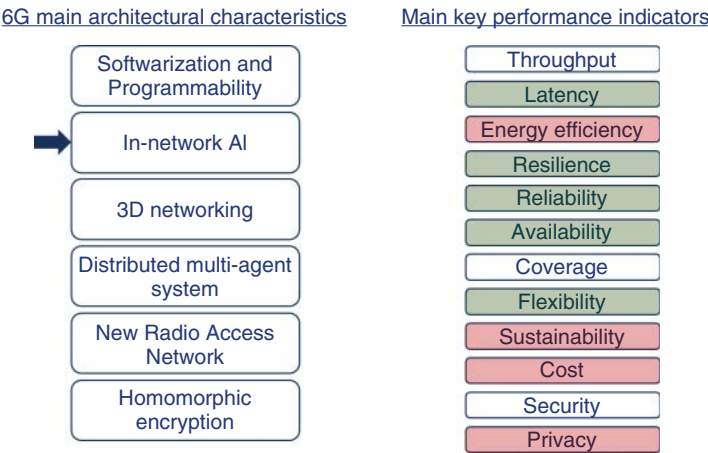 6G main architectural characteristics
Softwarization and
Programmability
In-network AI
3D networking
Distributed multi-agent
system
New Radio Access
Network
Homomorphic
encryption
Main key performance indicators
Throughput
Latency
Energy efficiency
Resilience
Reliability
Availability
Coverage
Flexibility
Sustainability
Cost
Security
Privacy